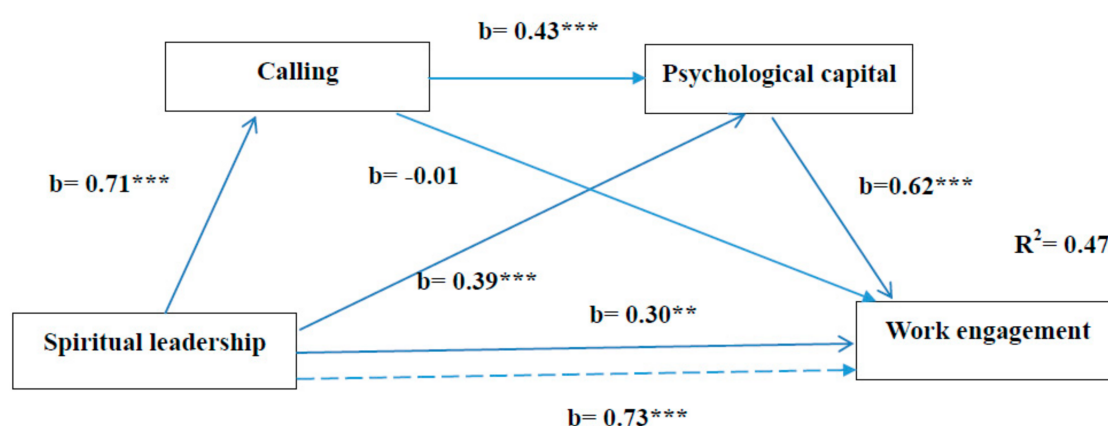 b= 0.43***
Calling
Psychological capital
b= 0.71***
b= -0.01
b=0.62***
R²= 0.47
b= 0.39***
b= 0.30**
Spiritual leadership
Work engagement
b= 0.73***